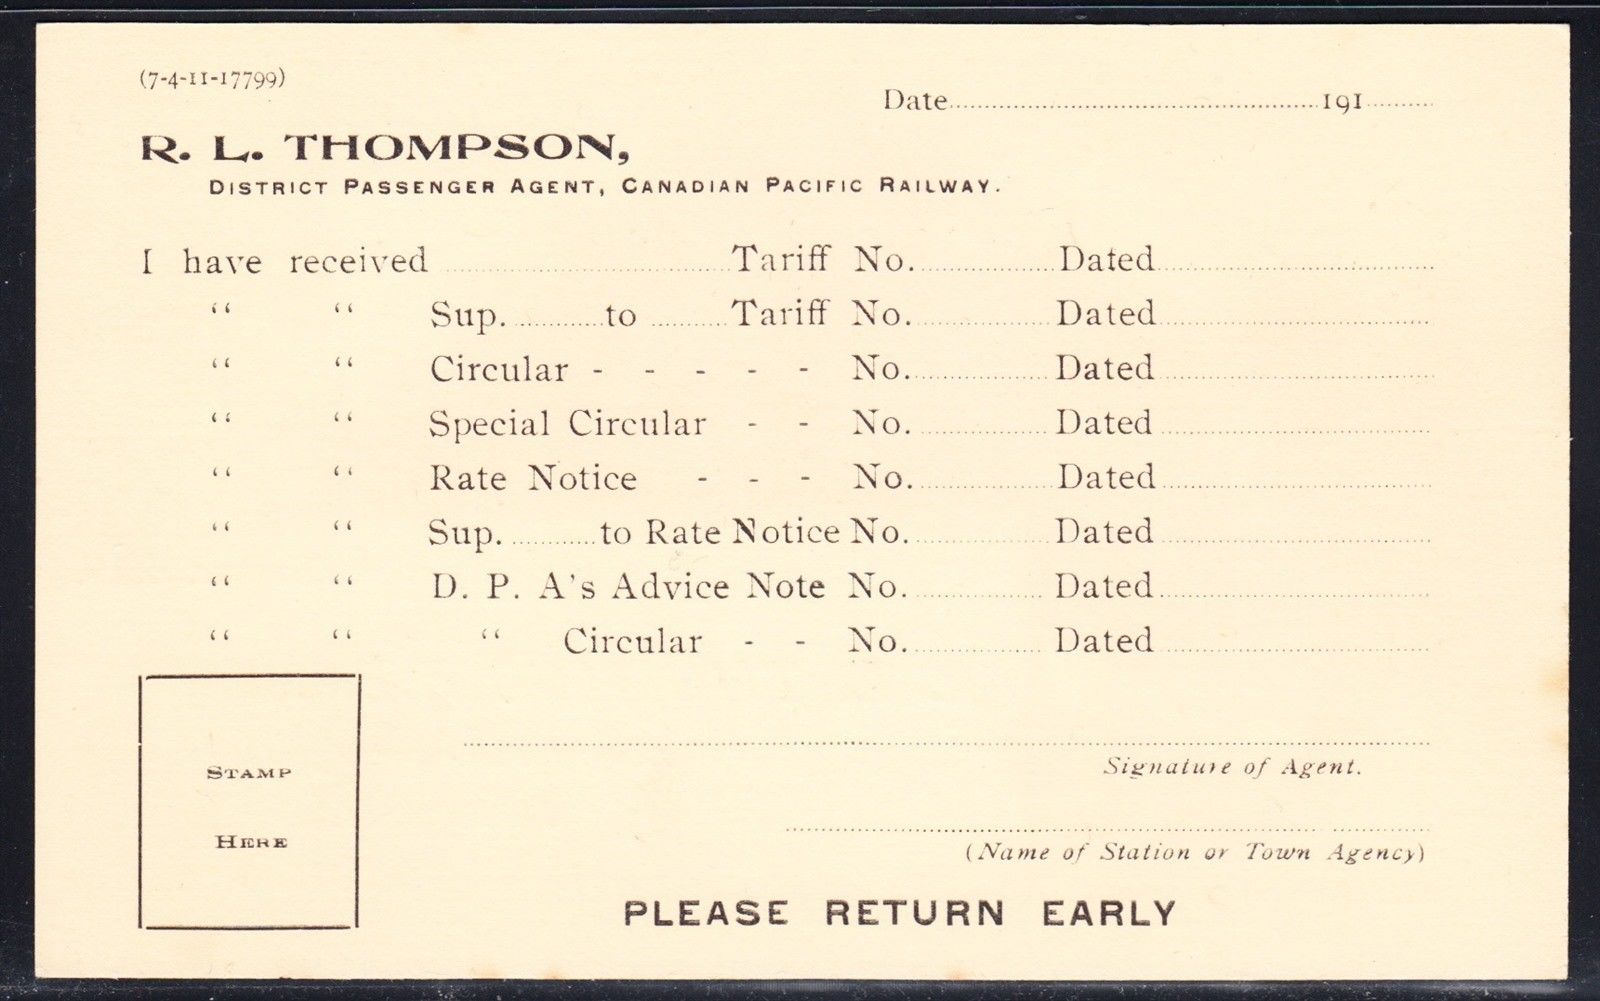 (7-4-11-17799)
Date 191
R. L. THOMPSON,
DISTRICT PASSENGER AGENT, CANADIAN PACIFIC RAILWAY.
I have received Tariff No. Dated
“ “ Sup. to Tariff No. Dated
“ “ Circular - - - - - No. Dated
“ “ Special Circular - - No. Dated
“ “ Rate Notice - - - No. Dated
“ “ Sup. to Rate Notice No. Dated
“ “ D. P. A's Advice Note No. Dated
“ “ “ Circular - - No. Dated
STAMP
HERE
Signature of Agent.
(Name of Station or Town Agency)
PLEASE RETURN EARLY